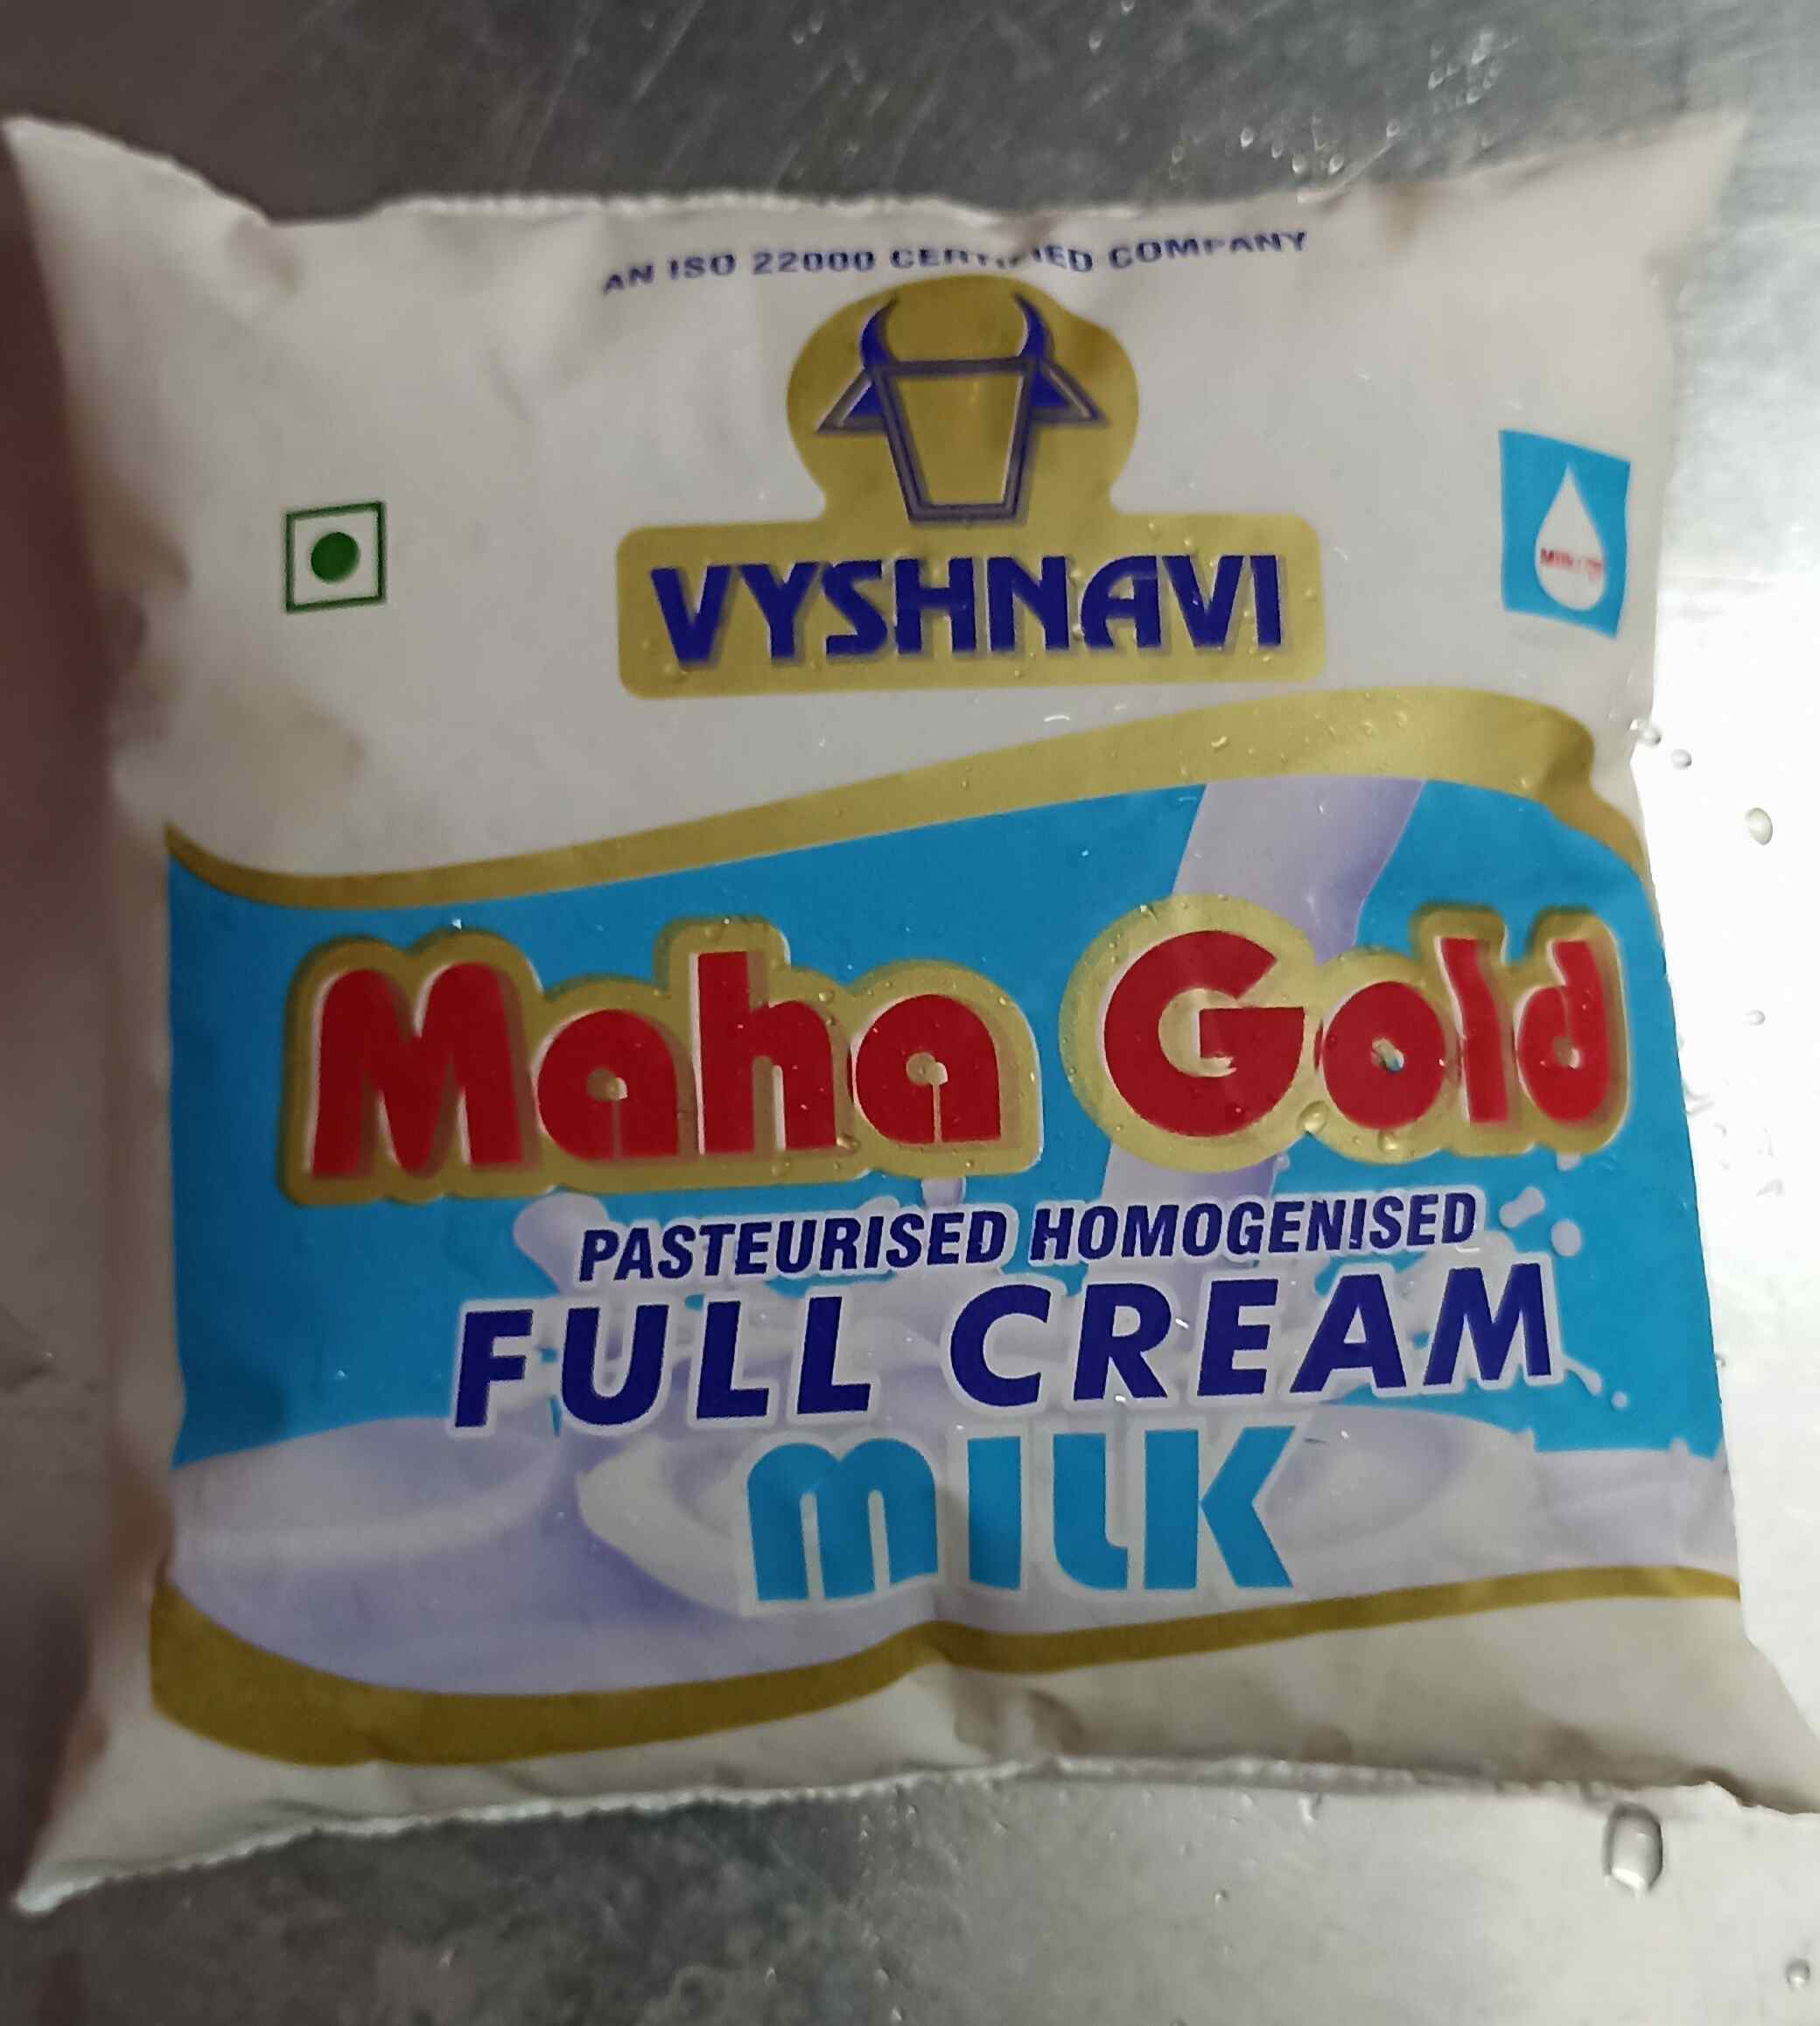 AN ISO 22000 CERTIFIED COMPANY
VYSHNAVI
Maha Gold
PASTEURISED HOMOGENISED
FULL CREAM
MILK